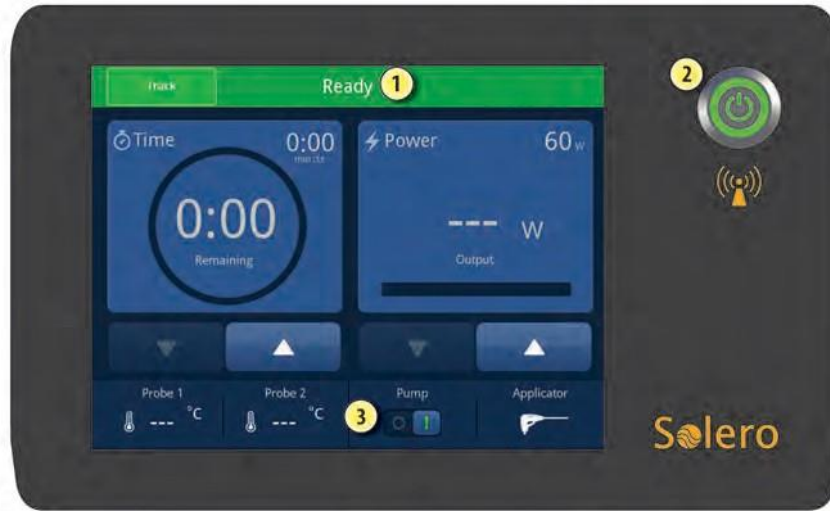 Track
Ready
1
2
Time
0:00
Power
60 W
0:00
Remaining
--- W
Output
Probe 1
--- °C
Probe 2
--- °C
Pump
3
Applicator
Solero